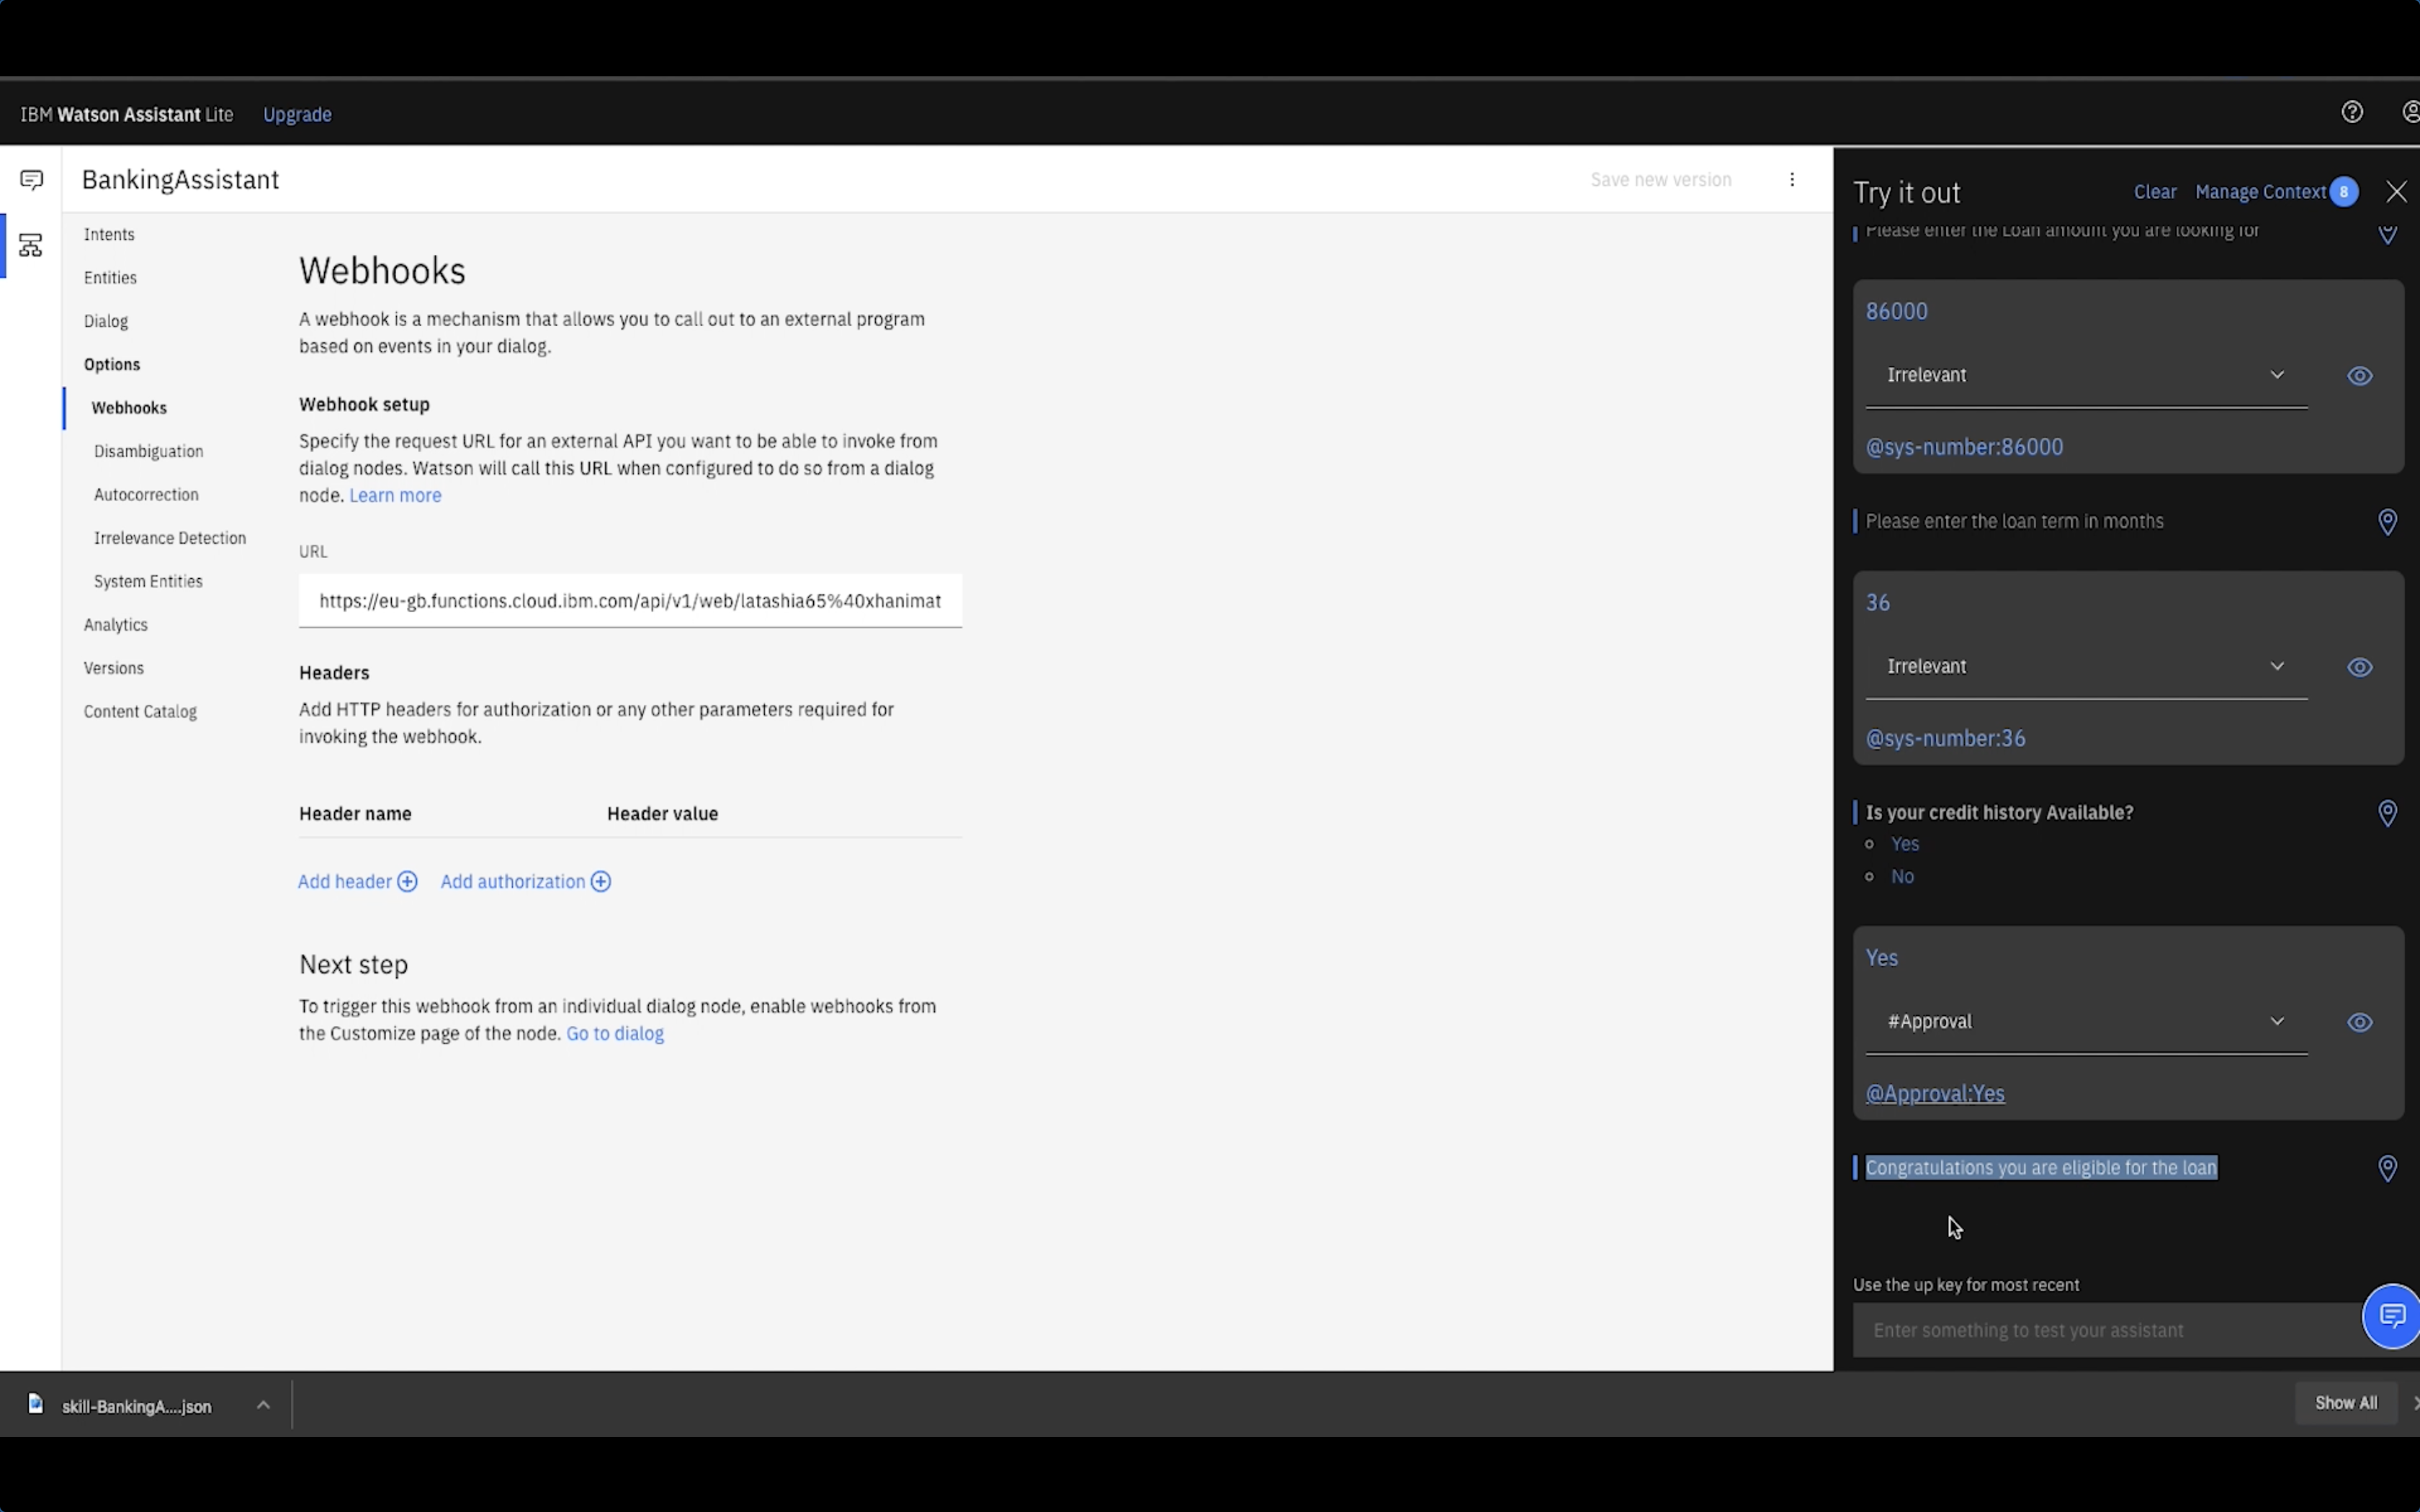 IBM Watson Assistant Lite Upgrade
BankingAssistant
Save new version
Intents
Entities
Dialog
Options
Webhooks
Disambiguation
Autocorrection
Irrelevance Detection
System Entities
Analytics
Versions
Content Catalog
Webhooks
A webhook is a mechanism that allows you to call out to an external program
based on events in your dialog.
Webhook setup
Specify the request URL for an external API you want to be able to invoke from
dialog nodes. Watson will call this URL when configured to do so from a dialog
node. Learn more
URL
https://eu-gb.functions.cloud.ibm.com/api/v1/web/latashia65%40xhanimat
Headers
Add HTTP headers for authorization or any other parameters required for
invoking the webhook.
Header name Header value
Add header Add authorization
Next step
To trigger this webhook from an individual dialog node, enable webhooks from
the Customize page of the node. Go to dialog
Try it out Clear Manage Context 8
Please enter the Loan amount you are looking for
86000
Irrelevant
@sys-number:86000
Please enter the loan term in months
36
Irrelevant
@sys-number:36
Is your credit history Available?
Yes
No
Yes
#Approval
@Approval:Yes
Congratulations you are eligible for the loan
Use the up key for most recent
Enter something to test your assistant
skill-BankingA....json
Show All